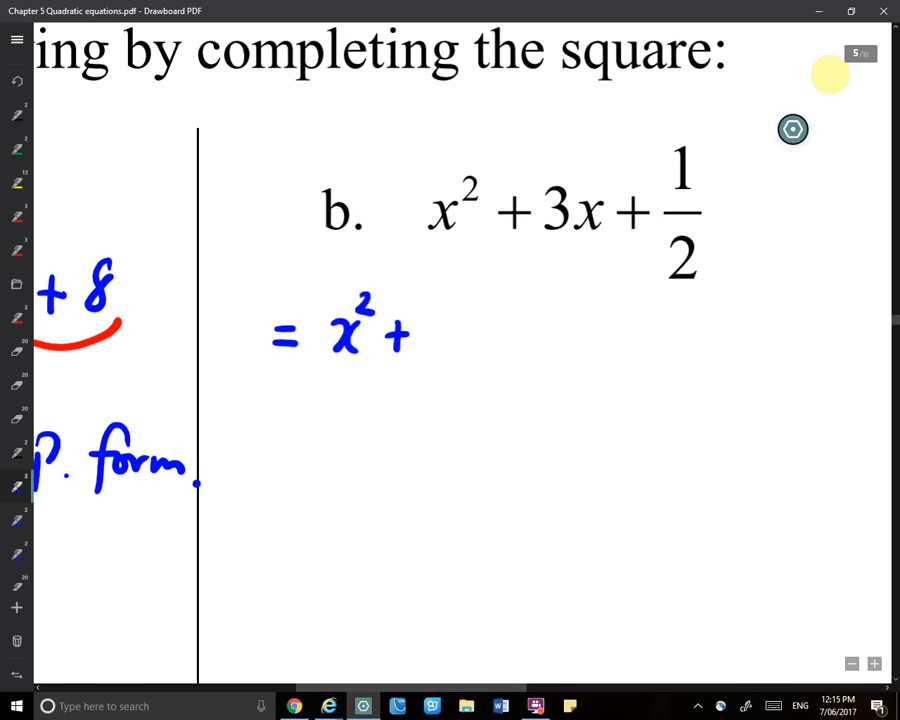 Chapter 5 Quadratic equations.pdf - Drawboard PDF
ing by completing the square:
5/
b. x² + 3x + 1/2
+ 8
= x² +
P. form.
Type here to search
ENG
12:15 PM
7/06/2017